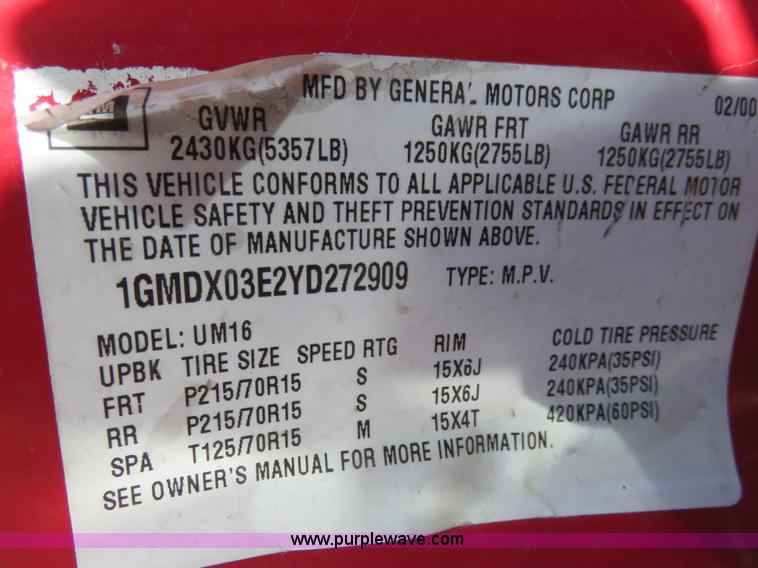 MFD BY GENERAL MOTORS CORP 02/00
GVWR GAWR FRT GAWR RR
2430KG(5357LB) 1250KG(2755LB) 1250KG(2755LB)
THIS VEHICLE CONFORMS TO ALL APPLICABLE U.S. FEDERAL MOTOR
VEHICLE SAFETY AND THEFT PREVENTION STANDARDS IN EFFECT ON
THE DATE OF MANUFACTURE SHOWN ABOVE.
1GMDX03E2YD272909 TYPE: M.P.V.
MODEL: UM16
UPBK TIRE SIZE SPEED RTG RIM COLD TIRE PRESSURE
FRT P215/70R15 S 15X6J 240KPA(35PSI)
RR P215/70R15 S 15X6J 240KPA(35PSI)
SPA T125/70R15 M 15X4T 420KPA(60PSI)
SEE OWNER'S MANUAL FOR MORE INFORMATION.
www.purplewave.com